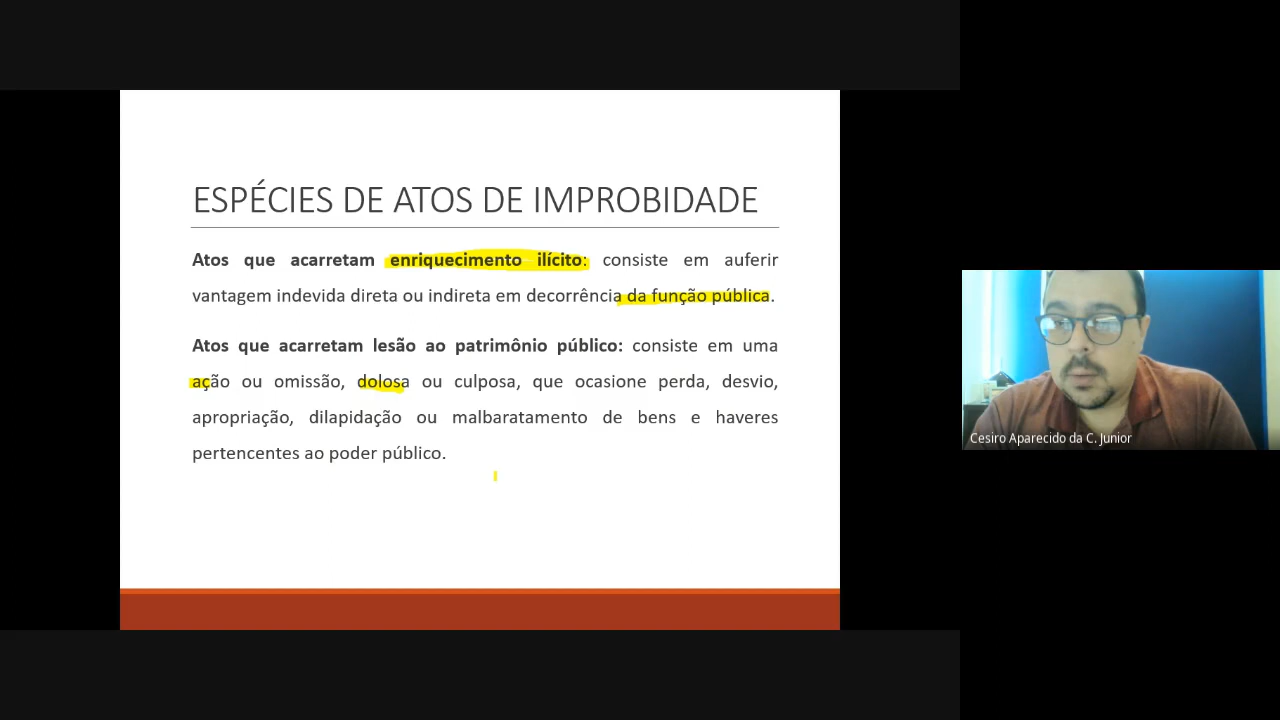 ESPÉCIES DE ATOS DE IMPROBIDADE
Atos que acarretam enriquecimento ilícito: consiste em auferir
vantagem indevida direta ou indireta em decorrência da função pública.
Atos que acarretam lesão ao patrimônio público: consiste em uma
ação ou omissão, dolosa ou culposa, que ocasione perda, desvio,
apropriação, dilapidação ou malbaratamento de bens e haveres
pertencentes ao poder público.
Cesiro Aparecido da C. Junior